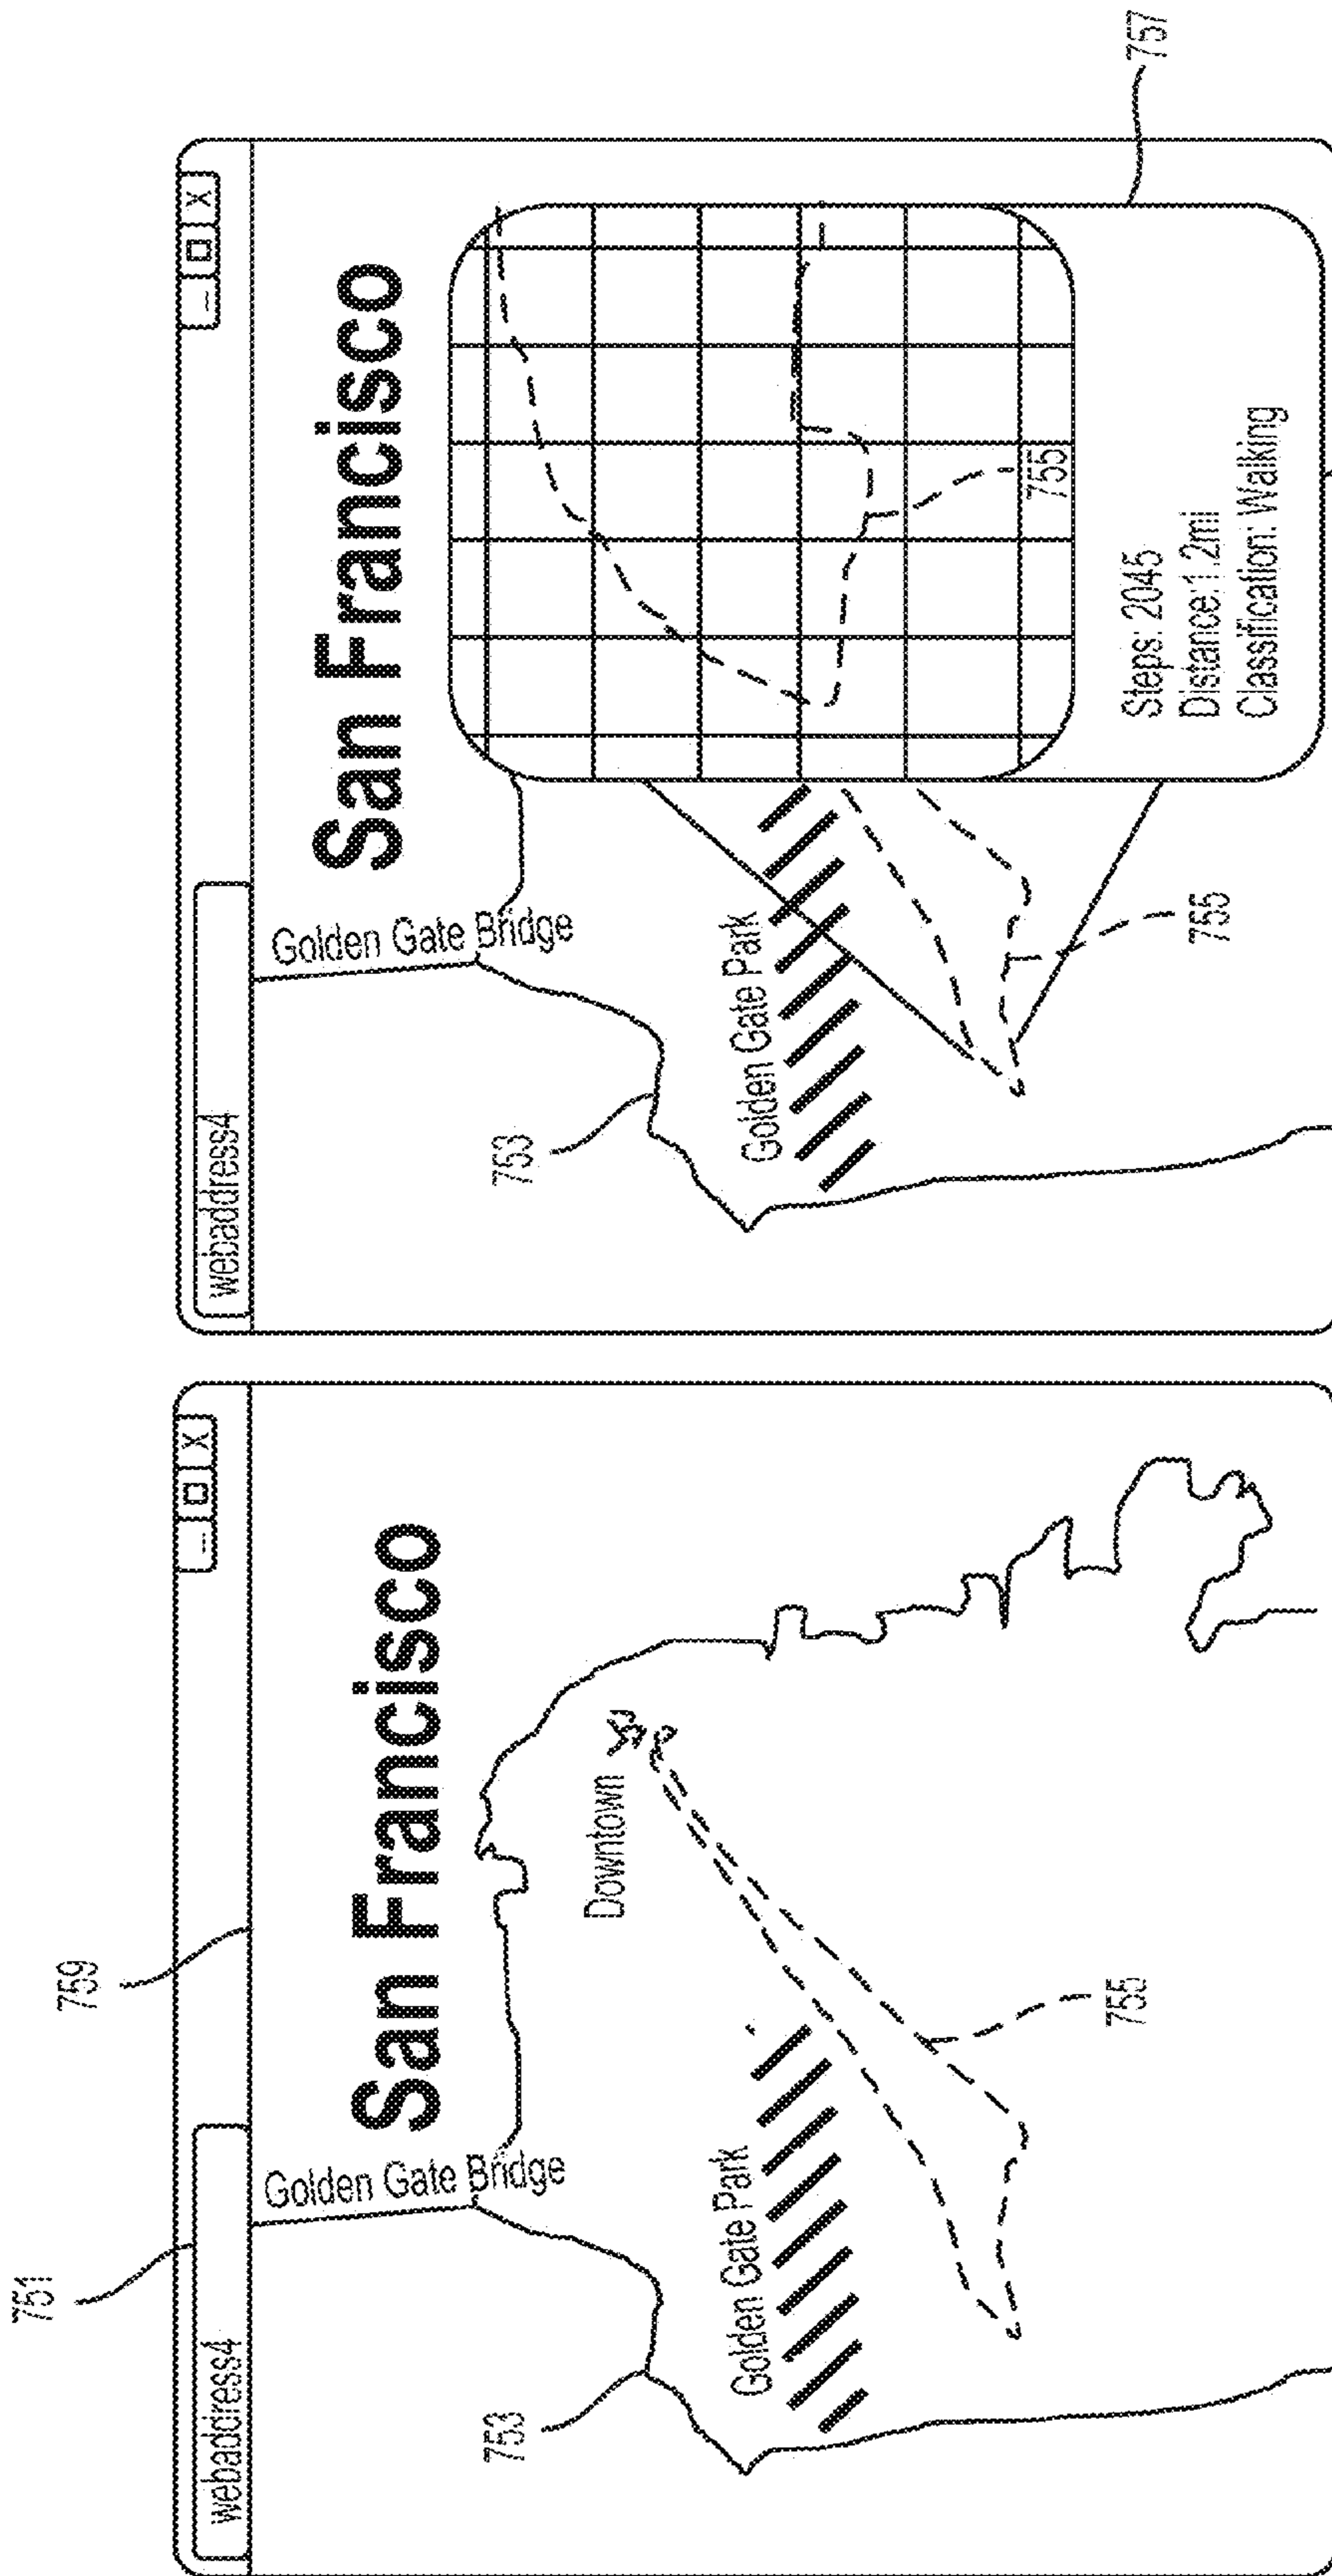 751
759
webaddress4
_ X
San Francisco
Golden Gate Bridge
753
Downtown
Golden Gate Park
755
webaddress4
_ X
San Francisco
Golden Gate Bridge
753
Golden Gate Park
755
755
Steps: 2045
Distance:1.2mi
Classification: Walking
757